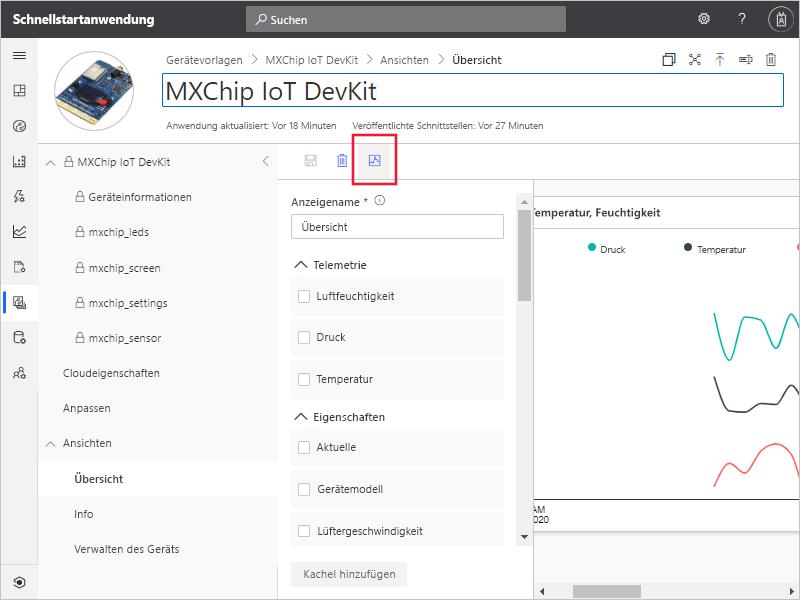 Schnellstartanwendung
Suchen
?
Gerätevorlagen > MXChip IoT DevKit > Ansichten > Übersicht
MXChip IoT DevKit
Anwendung aktualisiert: Vor 18 Minuten Veröffentlichte Schnittstellen: Vor 27 Minuten
MXChip IoT DevKit
Geräteinformationen
mxchip_leds
mxchip_screen
mxchip_settings
mxchip_sensor
Cloudeigenschaften
Anpassen
Ansichten
Übersicht
Info
Verwalten des Geräts
Anzeigename *
Übersicht
Telemetrie
Luftfeuchtigkeit
Druck
Temperatur
Eigenschaften
Aktuelle
Gerätemodell
Lüftergeschwindigkeit
Kachel hinzufügen
Temperatur, Feuchtigkeit
Druck Temperatur
AM
2020